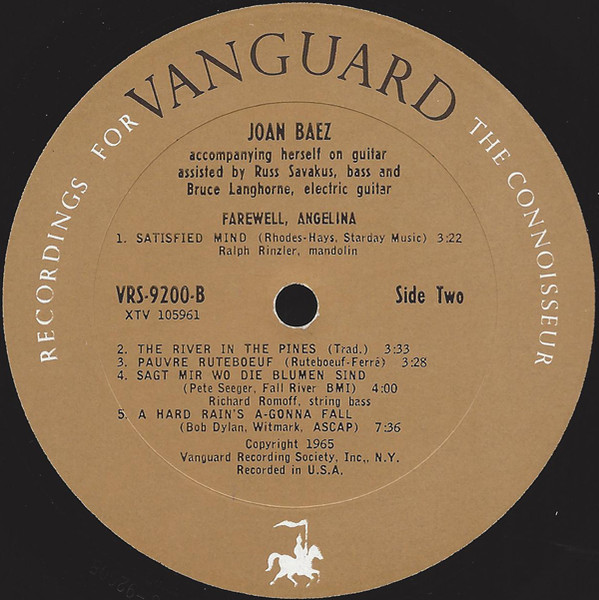 RECORDINGS FOR VANGUARD THE CONNOISSEUR
JOAN BAEZ
accompanying herself on guitar
assisted by Russ Savakus, bass and
Bruce Langhorne, electric guitar
FAREWELL, ANGELINA
1. SATISFIED MIND (Rhodes-Hays, Starday Music) 3:22
Ralph Rinzler, mandolin
VRS-9200-B Side Two
XTV 105961
2. THE RIVER IN THE PINES (Trad.) 3:33
3. PAUVRE RUTEBOEUF (Ruteboeuf-Ferrê) 3:28
4. SAGT MIR WO DIE BLUMEN SIND
(Pete Seeger, Fall River BMI) 4:00
Richard Romoff, string bass
5. A HARD RAIN'S A-GONNA FALL
(Bob Dylan, Witmark, ASCAP) 7:36
Copyright 1965
Vanguard Recording Society, Inc., N.Y.
Recorded in U.S.A.